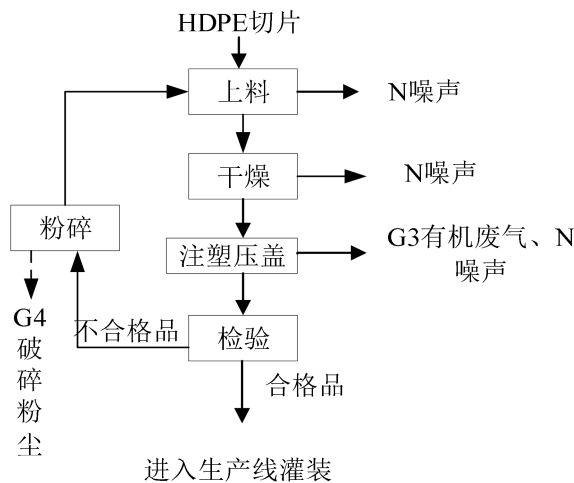 HDPE切片
上料
N噪声
干燥
N噪声
粉碎
注塑压盖
G3有机废气、N
噪声
G4
破
碎
粉
尘
不合格品
检验
合格品
进入生产线灌装